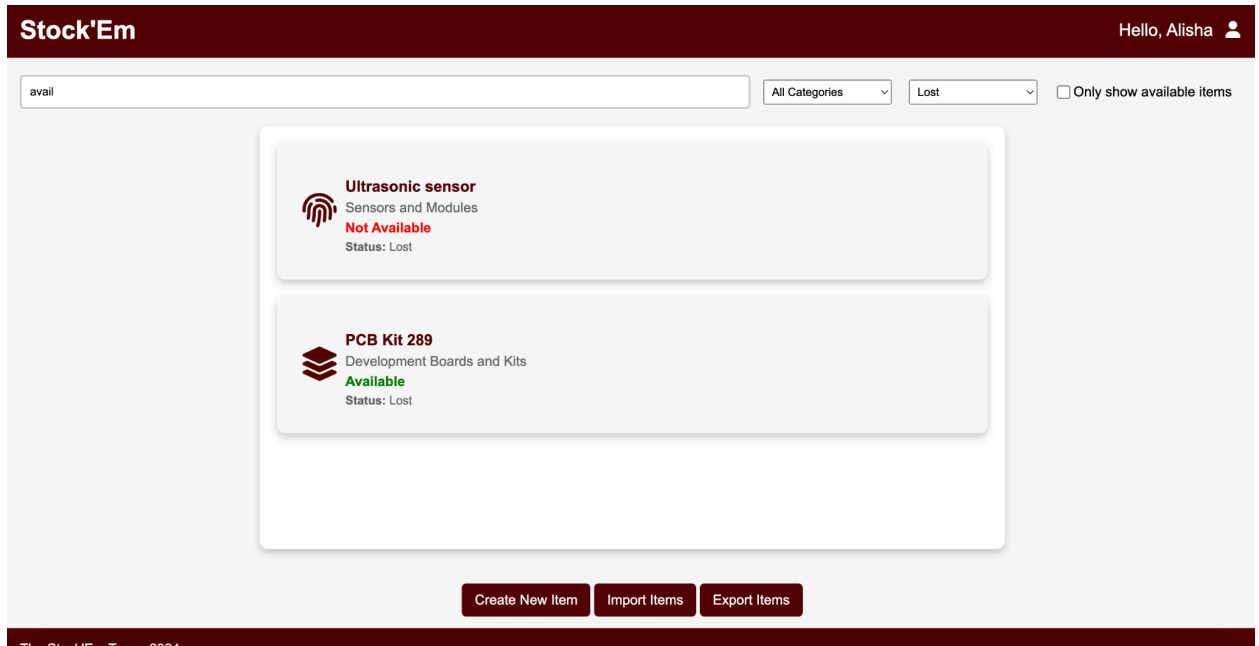 Stock'Em
Hello, Alisha
avail
All Categories
Lost
Only show available items
Ultrasonic sensor
Sensors and Modules
Not Available
Status: Lost
PCB Kit 289
Development Boards and Kits
Available
Status: Lost
Create New Item
Import Items
Export Items